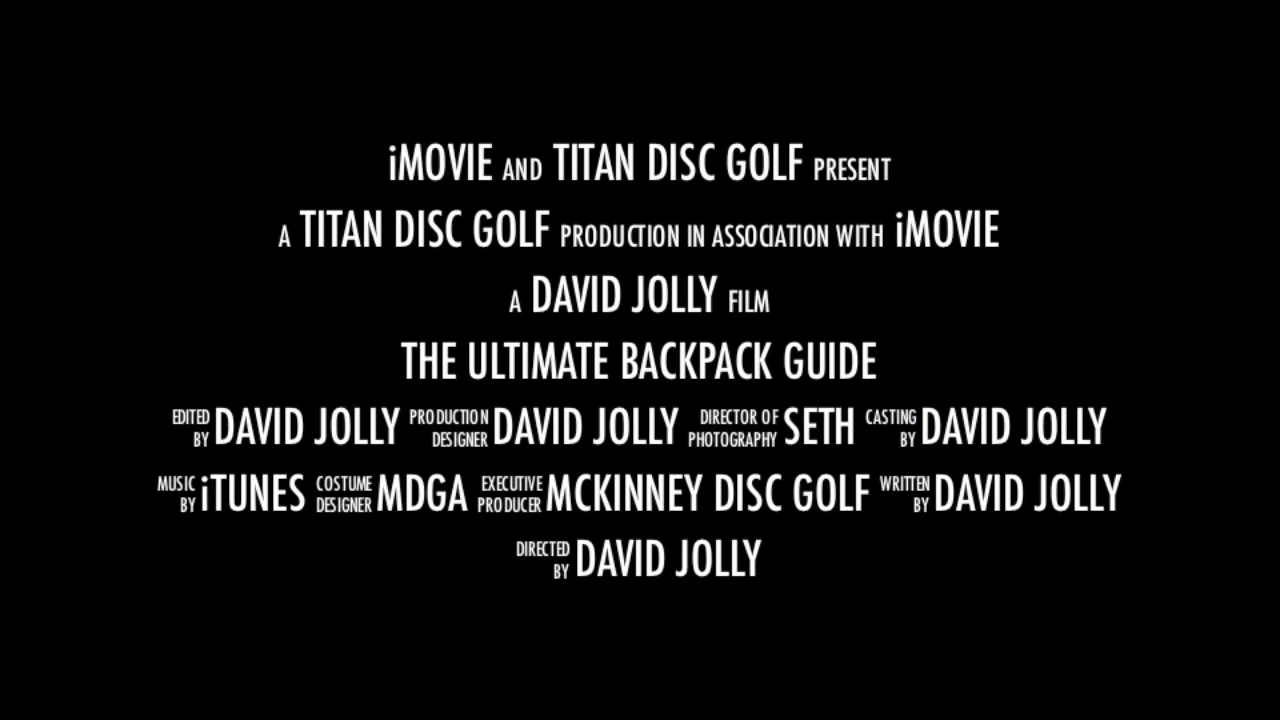 iMOVIE AND TITAN DISC GOLF PRESENT
A TITAN DISC GOLF PRODUCTION IN ASSOCIATION WITH iMOVIE
A DAVID JOLLY FILM
THE ULTIMATE BACKPACK GUIDE
EDITED BY DAVID JOLLY PRODUCTION DESIGNER DAVID JOLLY DIRECTOR OF PHOTOGRAPHY SETH CASTING BY DAVID JOLLY
MUSIC BY iTUNES COSTUME DESIGNER MDGA EXECUTIVE PRODUCER MCKINNEY DISC GOLF WRITTEN BY DAVID JOLLY
DIRECTED BY DAVID JOLLY